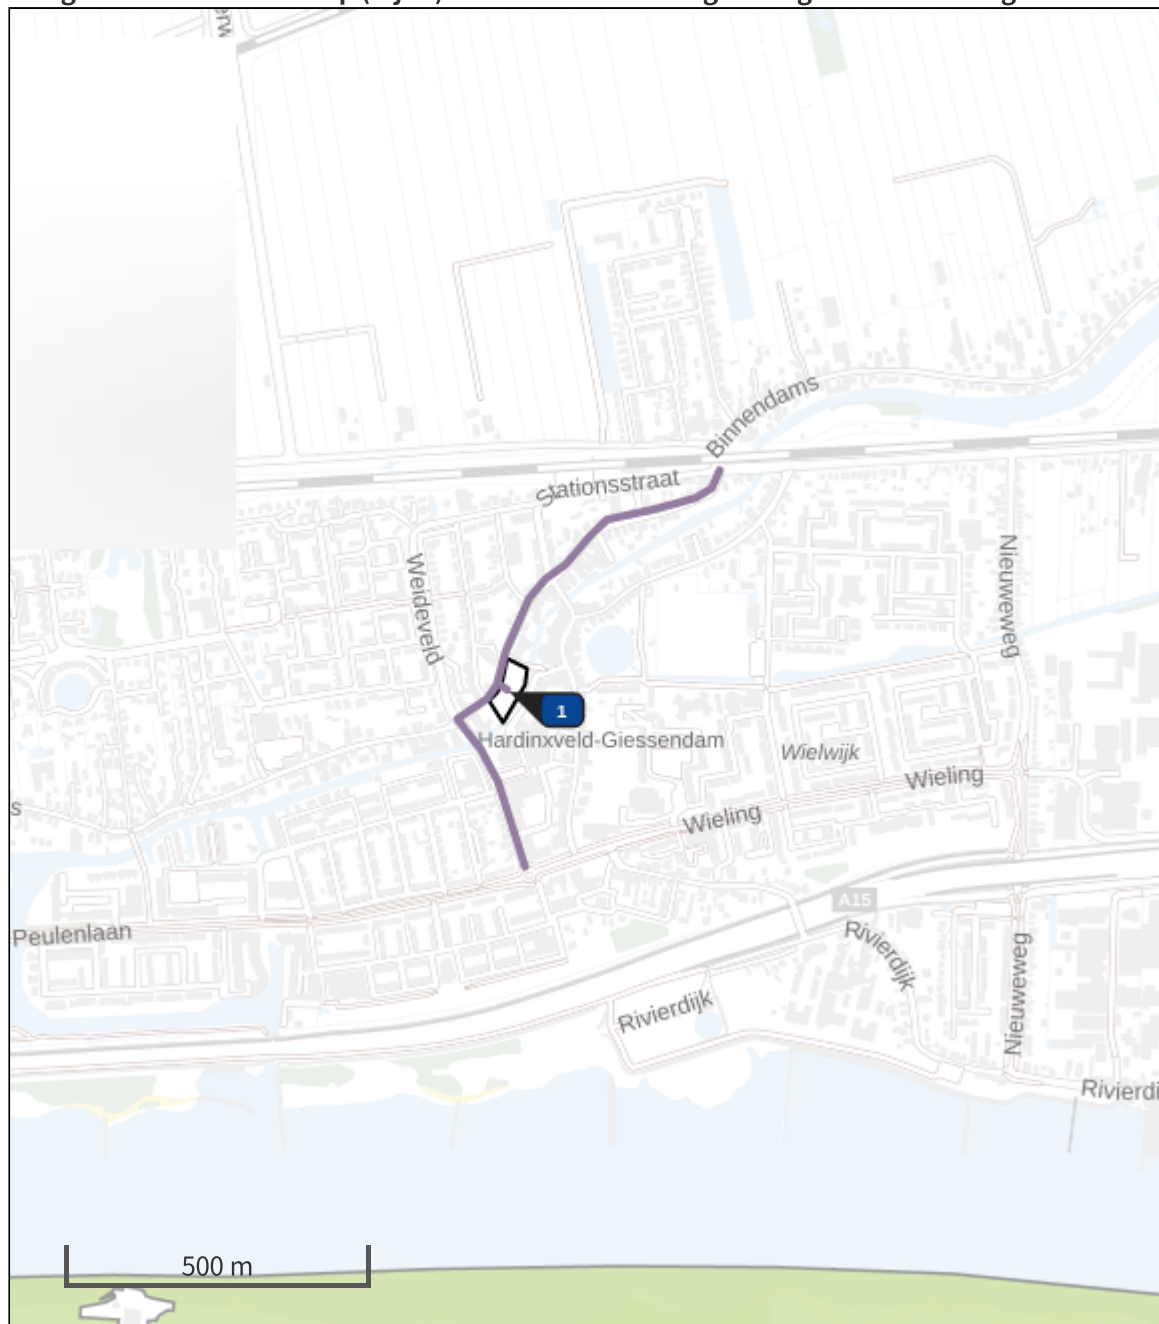 Binnendams
Stationsstraat
Weideveld
Nieuweweg
1
Hardinxveld-Giessendam
Wielwijk
Wieling
Wieling
s
A15
Peulenlaan
Rivierdijk
Nieuweweg
Rivierdijk
Rivierdi
500 m